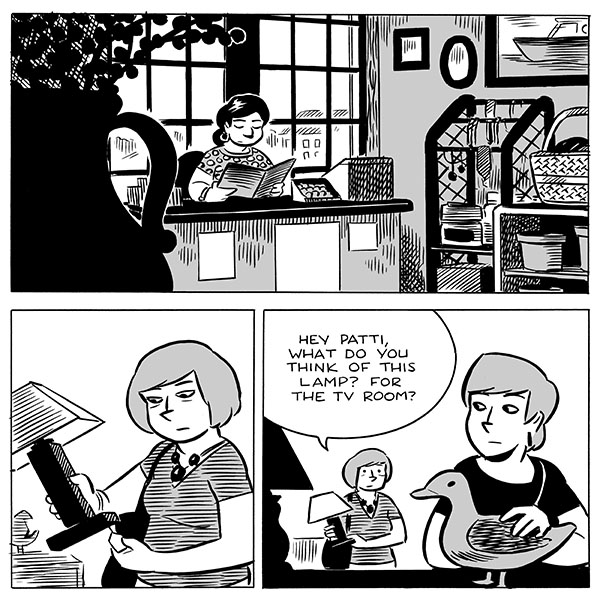 HEY PATTI,
WHAT DO YOU
THINK OF THIS
LAMP? FOR
THE TV ROOM?